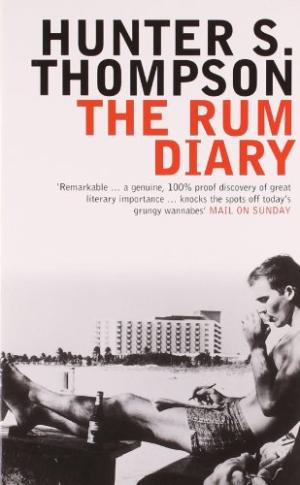 HUNTER S.
THOMPSON
THE RUM
DIARY
'Remarkable ... a genuine, 100% proof discovery of great
literary importance ... knocks the spots off today's
grungy wannabes' MAIL ON SUNDAY